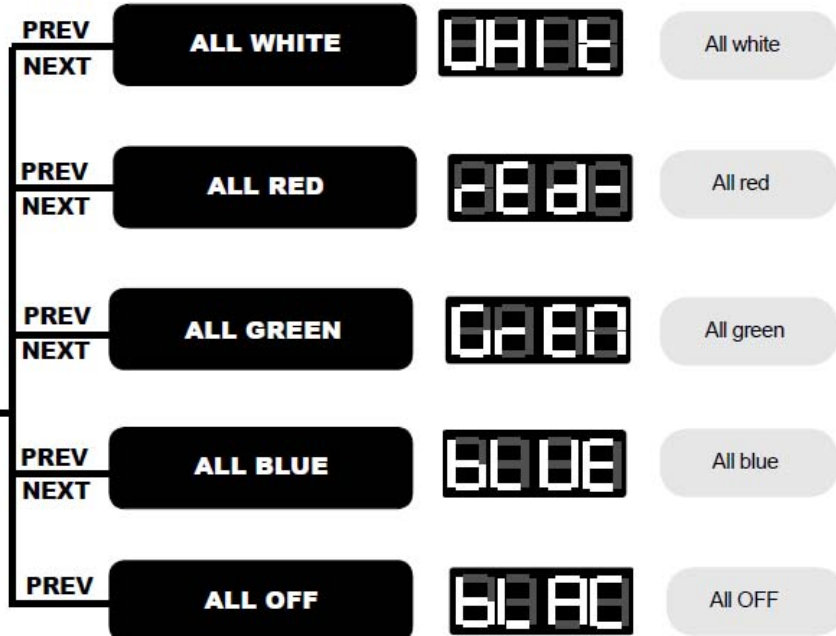 PREV
NEXT
ALL WHITE
UHIt
All white
PREV
NEXT
ALL RED
rEd-
All red
PREV
NEXT
ALL GREEN
GrEN
All green
PREV
NEXT
ALL BLUE
bLUE
All blue
PREV
ALL OFF
bLAC
All OFF